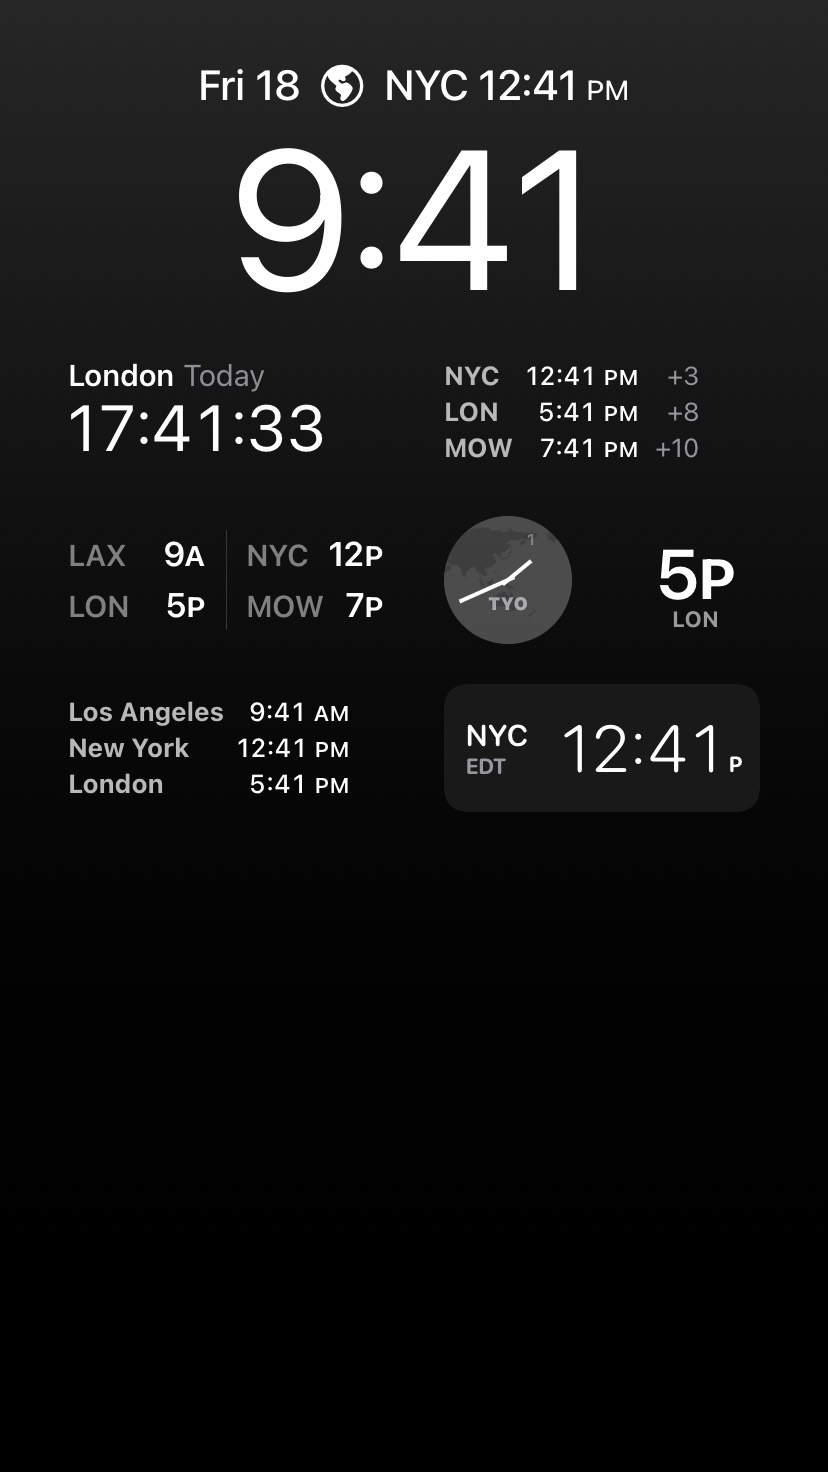 Fri 18 NYC 12:41 PM
9:41
London Today
17:41:33
NYC 12:41 PM +3
LON 5:41 PM +8
MOW 7:41 PM +10
LAX 9A NYC 12P
LON 5P MOW 7P
1
TYO
5P
LON
Los Angeles 9:41 AM
New York 12:41 PM
London 5:41 PM
NYC
EDT
12:41 P